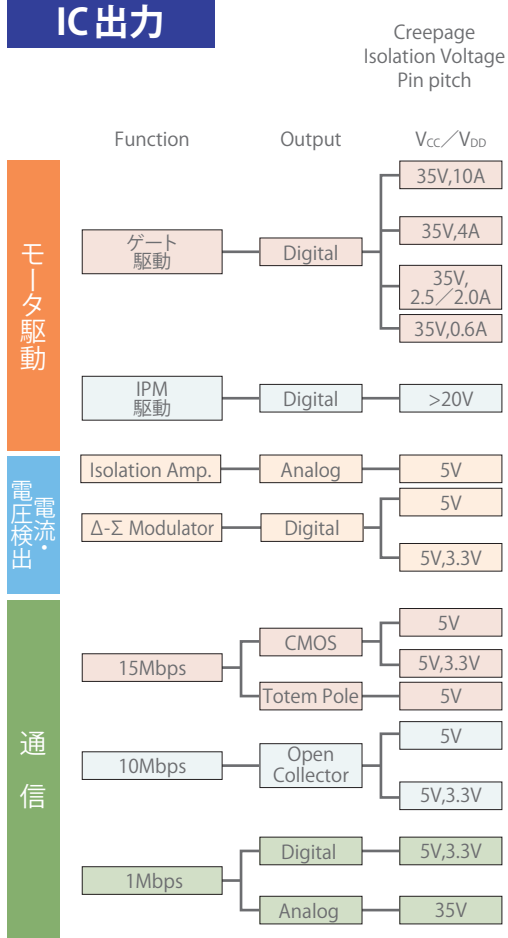 IC出力
Creepage
Isolation Voltage
Pin pitch
Function
Output
VCC／VDD
モータ駆動
ゲート
駆動
Digital
35V,10A
35V,4A
35V,
2.5／2.0A
35V,0.6A
IPM
駆動
Digital
>20V
電流・
電圧検出
Isolation Amp.
Analog
5V
Δ-Σ Modulator
Digital
5V
5V,3.3V
通信
15Mbps
CMOS
5V
5V,3.3V
Totem Pole
5V
10Mbps
Open
Collector
5V
5V,3.3V
1Mbps
Digital
5V,3.3V
Analog
35V